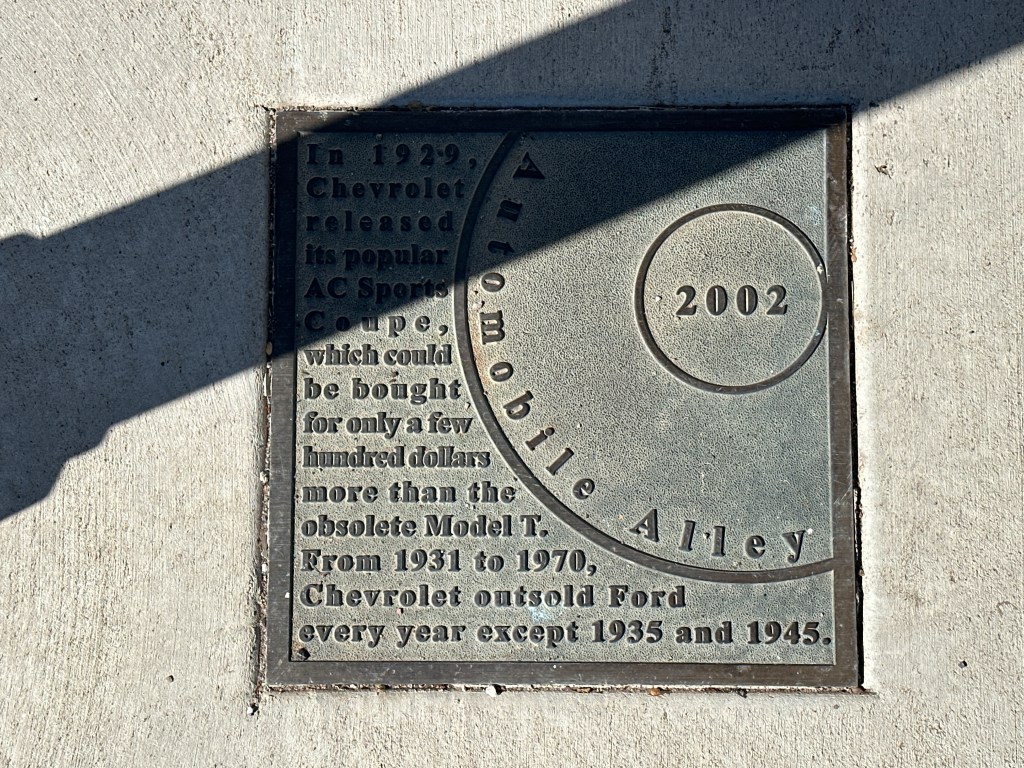 In 1929,
Chevrolet
released
its popular
AC Sports
Coupe,
which could
be bought
for only a few
hundred dollars
more than the
obsolete Model T.
From 1931 to 1970,
Chevrolet outsold Ford
every year except 1935 and 1945.
Automobile Alley
2002